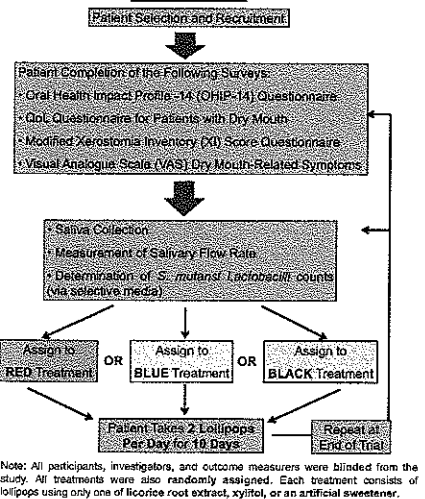 Patient Selection and Recruitment
Patient Completion of the Following Surveys:
• Oral Health Impact Profile -14 (OHIP-14) Questionnaire
• QoL Questionnaire for Patients with Dry Mouth
• Modified Xerostomia Inventory (XI) Score Questionnaire
• Visual Analogue Scale (VAS) Dry Mouth-Related Symptoms
• Saliva Collection
• Measurement of Salivary Flow Rate
• Determination of S. mutans/ Lactobacilli counts
(via selective media)
Assign to
RED Treatment
OR
Assign to
BLUE Treatment
OR
Assign to
BLACK Treatment
Patient Takes 2 Lollipops
Per Day for 10 Days
Repeat at
End of Trial
Note: All pasticipants, investigators, and outcome measurers were blinded from the
study. All treatments were also randomly assigned. Each treatment consists of
lollipops using only one of licorice root extract, xylitol, or an artificial sweetener.